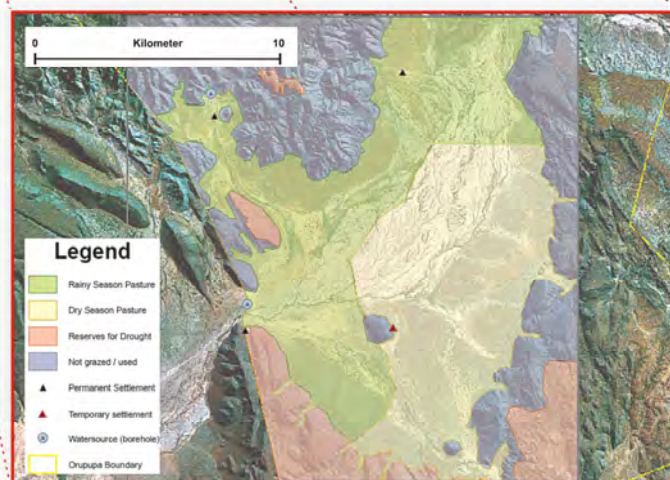 Kilometer
0 10
Legend
Rainy Season Pasture
Dry Season Pasture
Reserves for Drought
Not grazed / used
Permanent Settlement
Temporary settlement
Watersource (borehole)
Orupupa Boundary